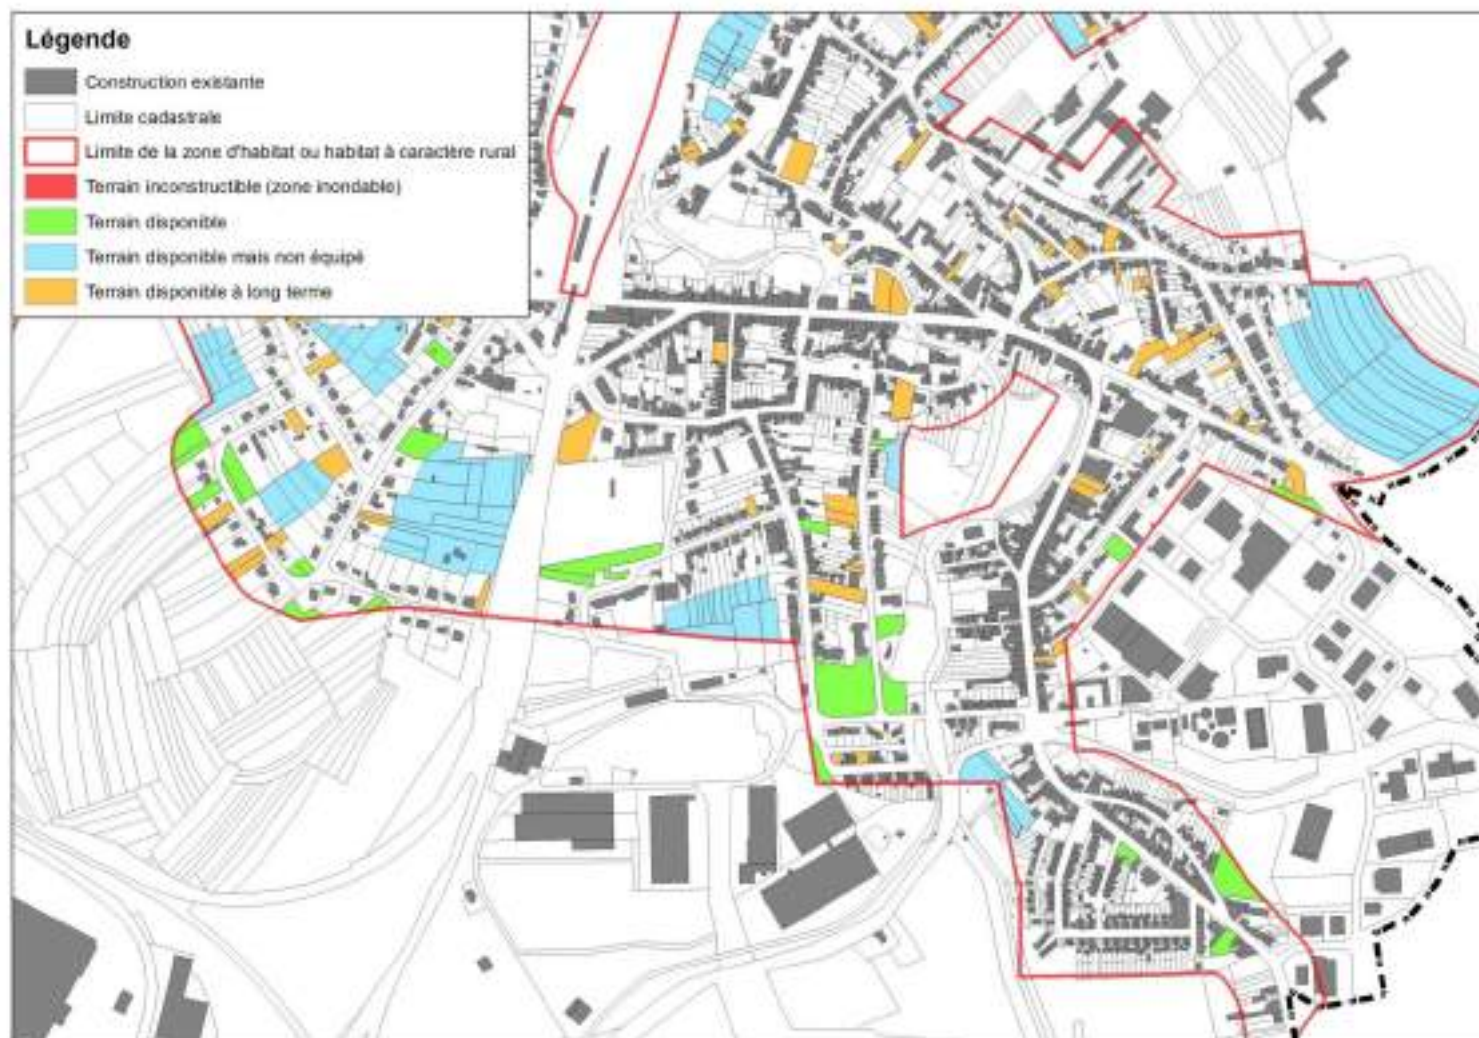 Légende
Construction existante
Limite cadastrale
Limite de la zone d'habitat ou habitat à caractère rural
Terrain inconstructible (zone inondable)
Terrain disponible
Terrain disponible mais non équipé
Terrain disponible à long terme